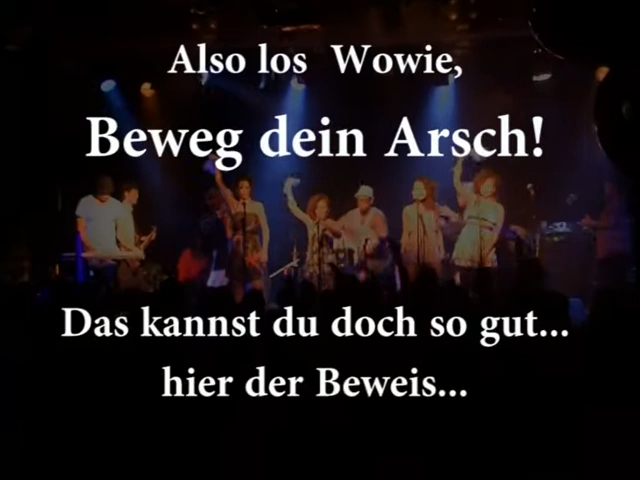 Also los  Wowie,
Beweg dein Arsch!
Das kannst du doch so gut...
hier der Beweis...